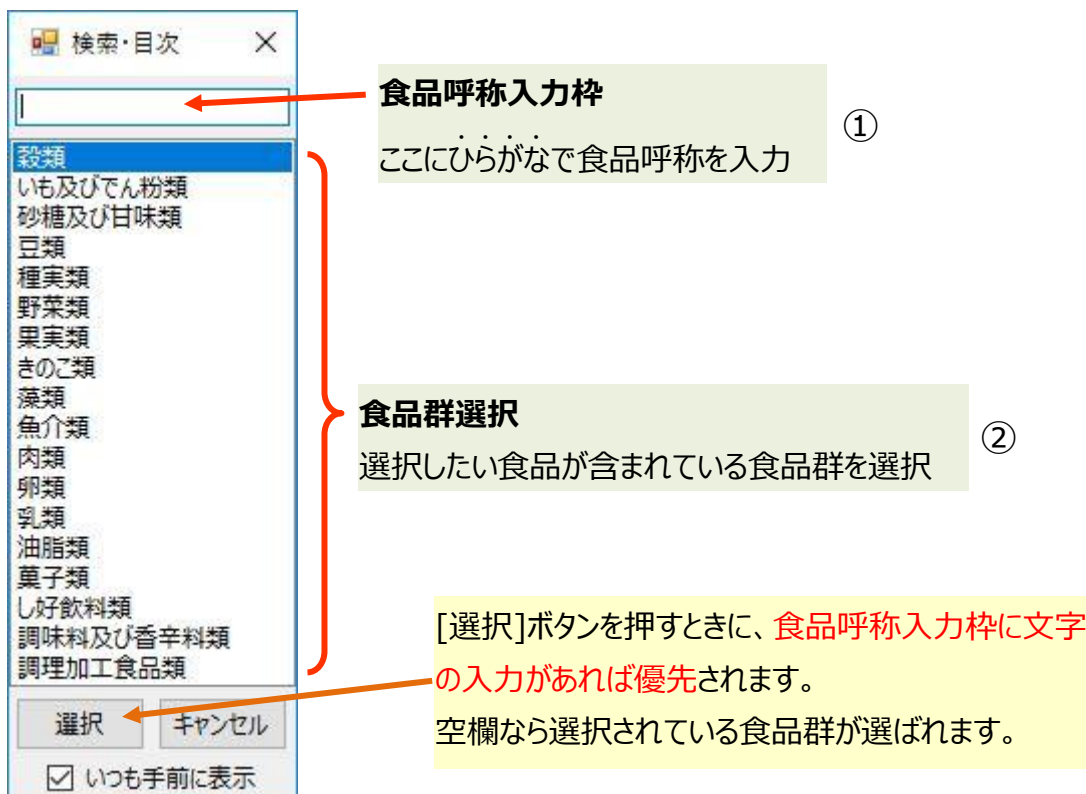 検索・目次
穀類
いも及びでん粉類
砂糖及び甘味類
豆類
種実類
野菜類
果実類
きのこ類
藻類
魚介類
肉類
卵類
乳類
油脂類
菓子類
し好飲料類
調味料及び香辛料類
調理加工食品類
選択 キャンセル
いつも手前に表示
食品呼称入力枠
ここにひらがなで食品呼称を入力
①
食品群選択
選択したい食品が含まれている食品群を選択
②
[選択]ボタンを押すときに、食品呼称入力枠に文字
の入力があれば優先されます。
空欄なら選択されている食品群が選ばれます。